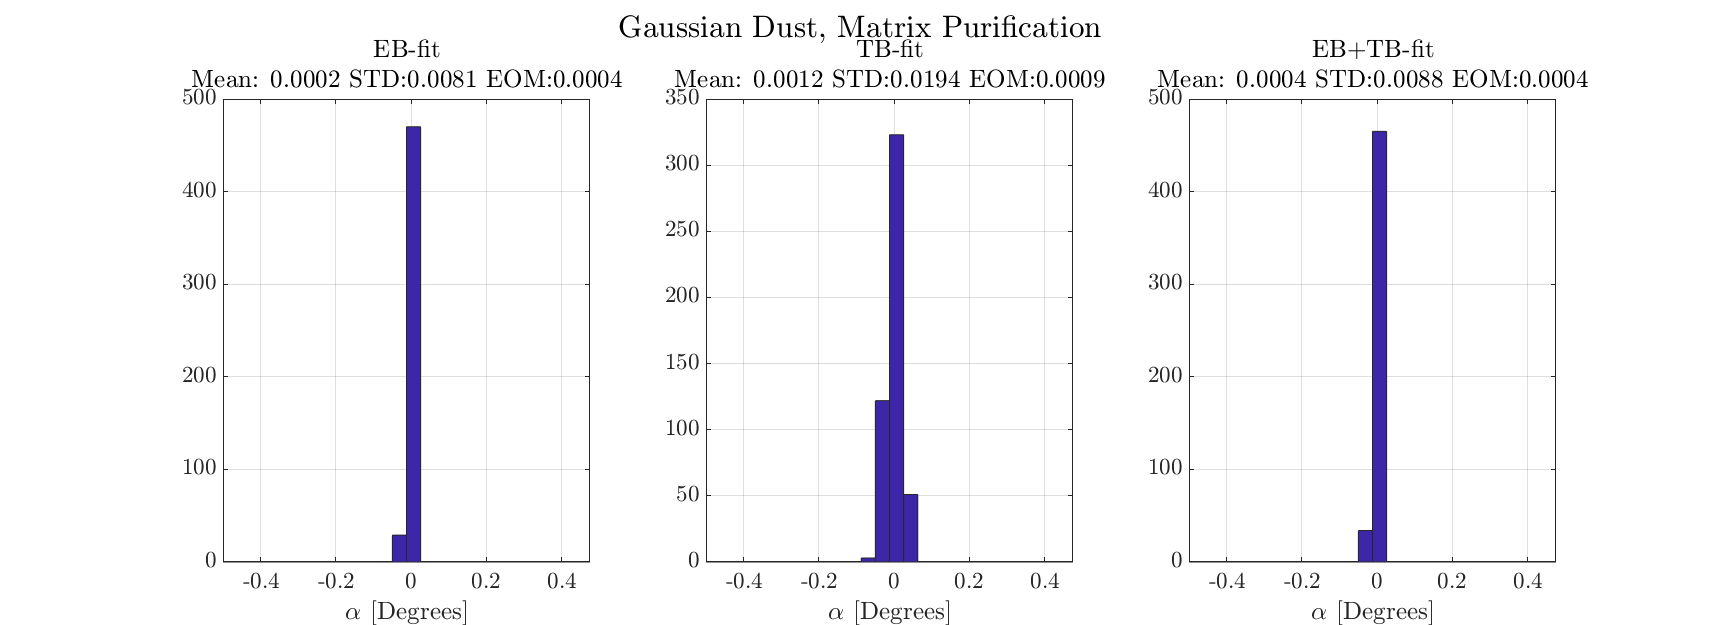 Gaussian Dust, Matrix Purification
EB-fit
Mean: 0.0002 STD:0.0081 EOM:0.0004
500
400
300
200
100
0
-0.4 -0.2 0 0.2 0.4
α [Degrees]
TB-fit
Mean: 0.0012 STD:0.0194 EOM:0.0009
350
300
250
200
150
100
50
0
-0.4 -0.2 0 0.2 0.4
α [Degrees]
EB+TB-fit
Mean: 0.0004 STD:0.0088 EOM:0.0004
500
400
300
200
100
0
-0.4 -0.2 0 0.2 0.4
α [Degrees]